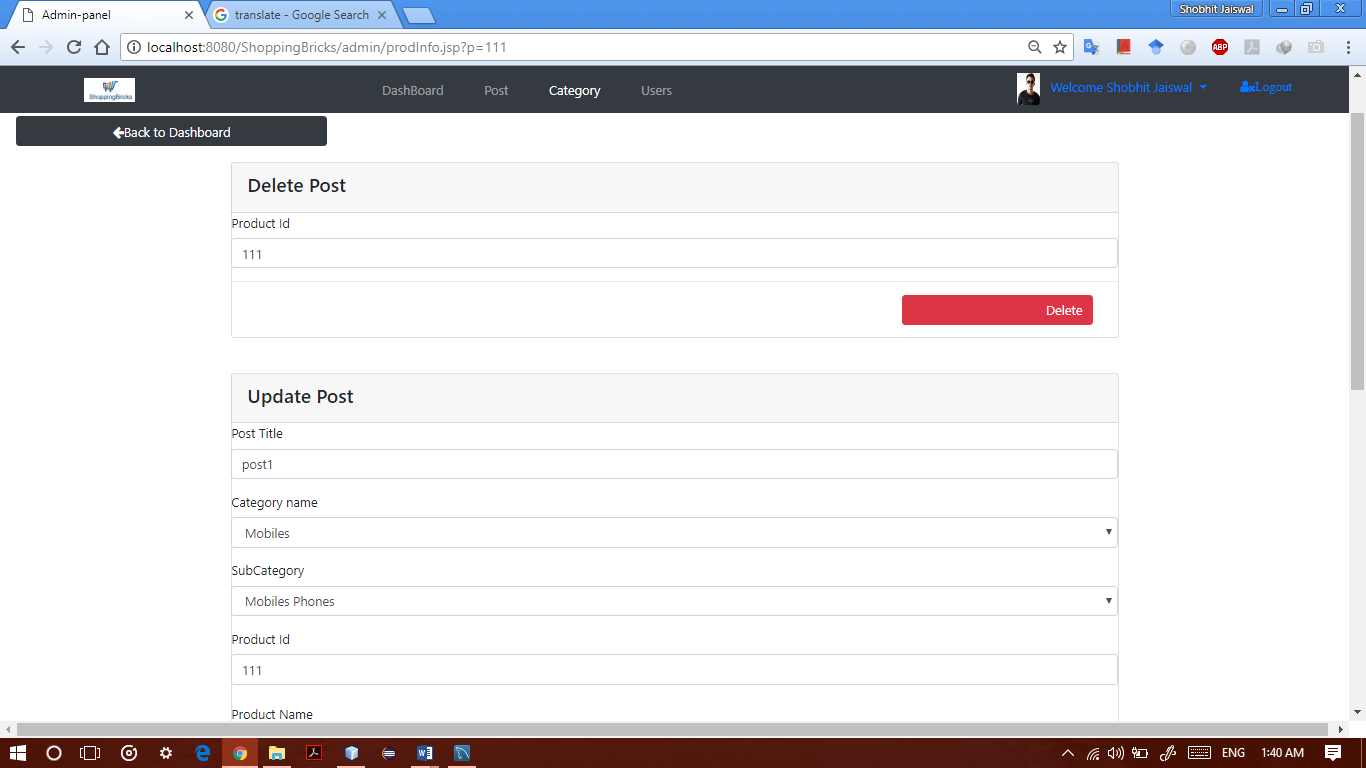 Admin-panel
translate - Google Search
Shobhit Jaiswal
localhost:8080/ShoppingBricks/admin/prodInfo.jsp?p=111
ABP
ShoppingBricks
DashBoard Post Category Users
Welcome Shobhit Jaiswal
Logout
Back to Dashboard
Delete Post
Product Id
111
Delete
Update Post
Post Title
post1
Category name
Mobiles
SubCategory
Mobiles Phones
Product Id
111
Product Name
ENG
1:40 AM